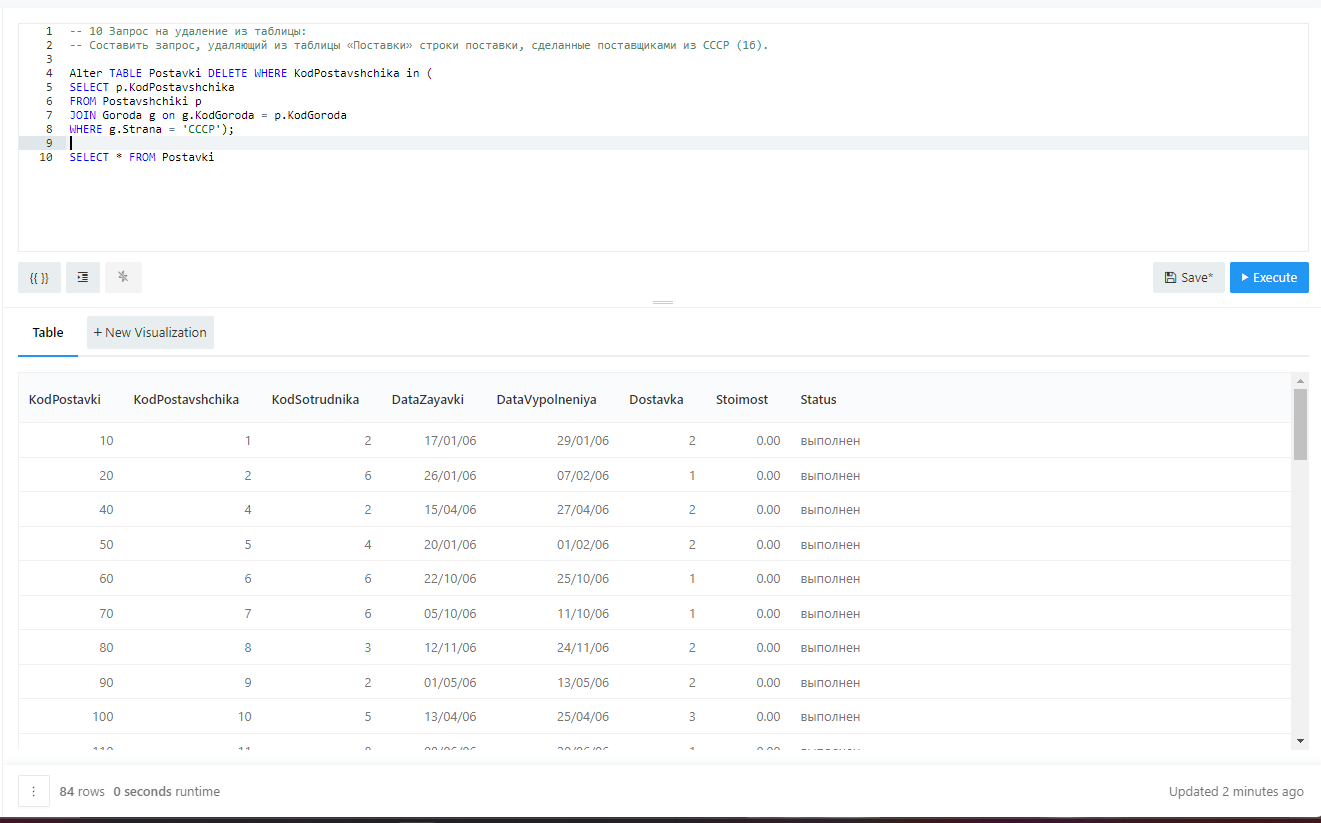 1 -- 10 Запрос на удаление из таблицы:
2 -- Составить запрос, удаляющий из таблицы «Поставки» строки поставки, сделанные поставщиками из СССР (16).
3
4 Alter TABLE Postavki DELETE WHERE KodPostavshchika in (
5 SELECT p.KodPostavshchika
6 FROM Postavshchiki p
7 JOIN Goroda g on g.KodGoroda = p.KodGoroda
8 WHERE g.Strana = 'СССР');
9
10 SELECT * FROM Postavki
{{ }}
Save* Execute
Table + New Visualization
KodPostavki KodPostavshchika KodSotrudnika DataZayavki DataVypolneniya Dostavka Stoimost Status
10 1 2 17/01/06 29/01/06 2 0.00 выполнен
20 2 6 26/01/06 07/02/06 1 0.00 выполнен
40 4 2 15/04/06 27/04/06 2 0.00 выполнен
50 5 4 20/01/06 01/02/06 2 0.00 выполнен
60 6 6 22/10/06 25/10/06 1 0.00 выполнен
70 7 6 05/10/06 11/10/06 1 0.00 выполнен
80 8 3 12/11/06 24/11/06 2 0.00 выполнен
90 9 2 01/05/06 13/05/06 2 0.00 выполнен
100 10 5 13/04/06 25/04/06 3 0.00 выполнен
84 rows 0 seconds runtime Updated 2 minutes ago